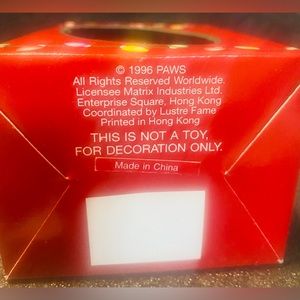 © 1996 PAWS
All Rights Reserved Worldwide.
Licensee Matrix Industries Ltd.
Enterprise Square, Hong Kong
Coordinated by Lustre Fame
Printed in Hong Kong
THIS IS NOT A TOY,
FOR DECORATION ONLY.
Made in China